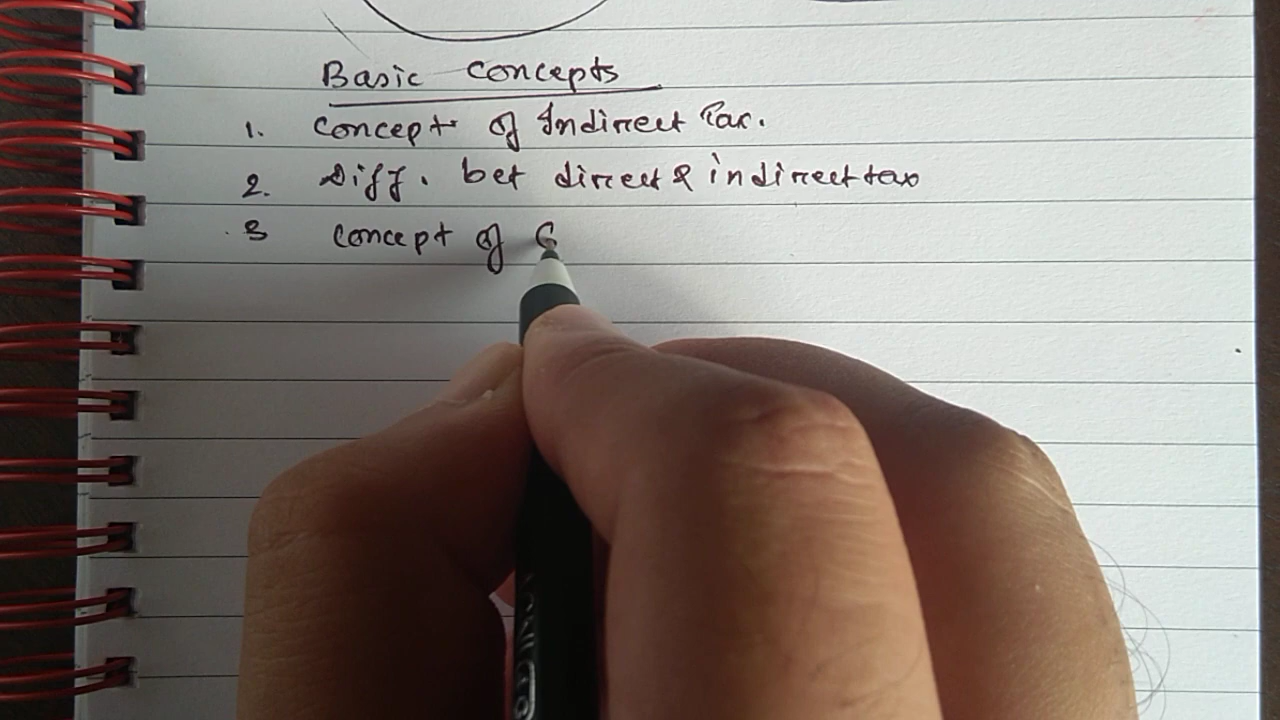 Basic Concepts
1. Concept of Indirect Tax.
2. Diff. bet direct & indirect tax
3 Concept of G